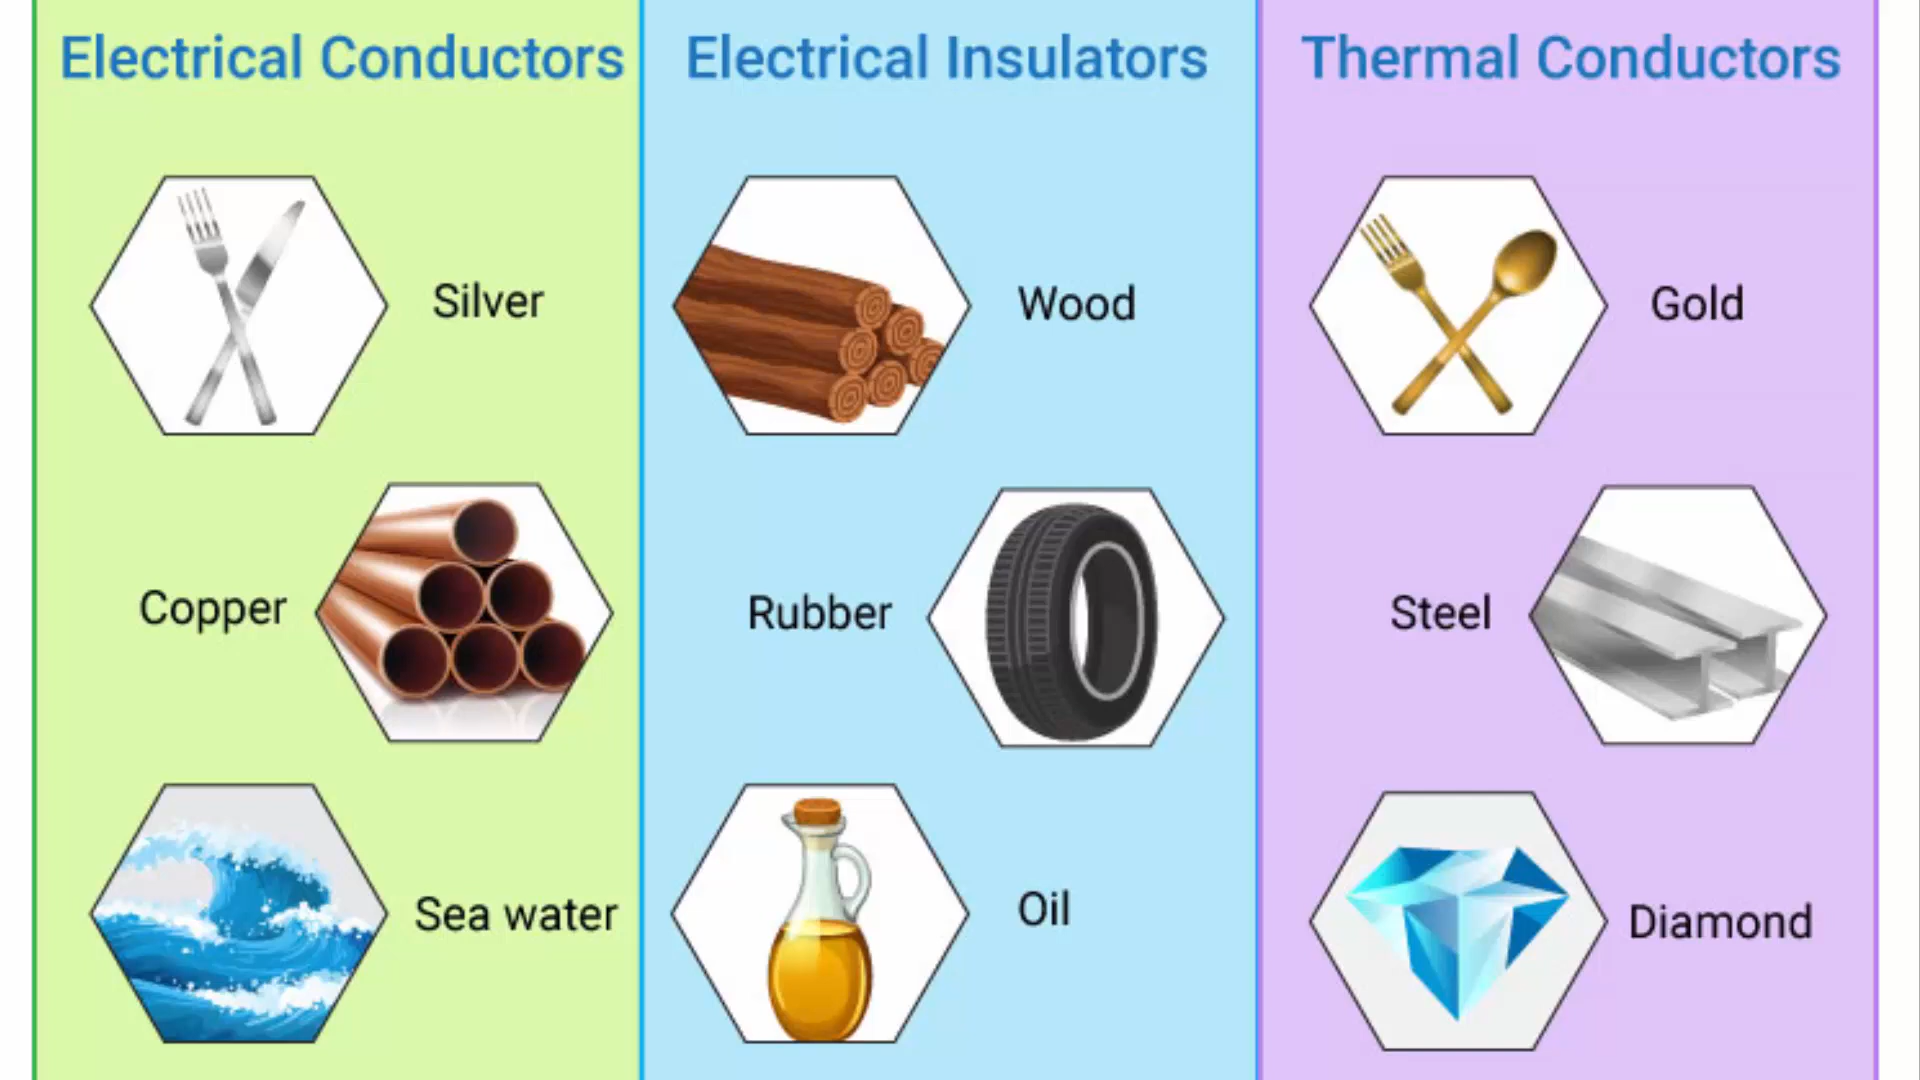 Electrical Conductors
Silver
Copper
Sea water
Electrical Insulators
Wood
Rubber
Oil
Thermal Conductors
Gold
Steel
Diamond